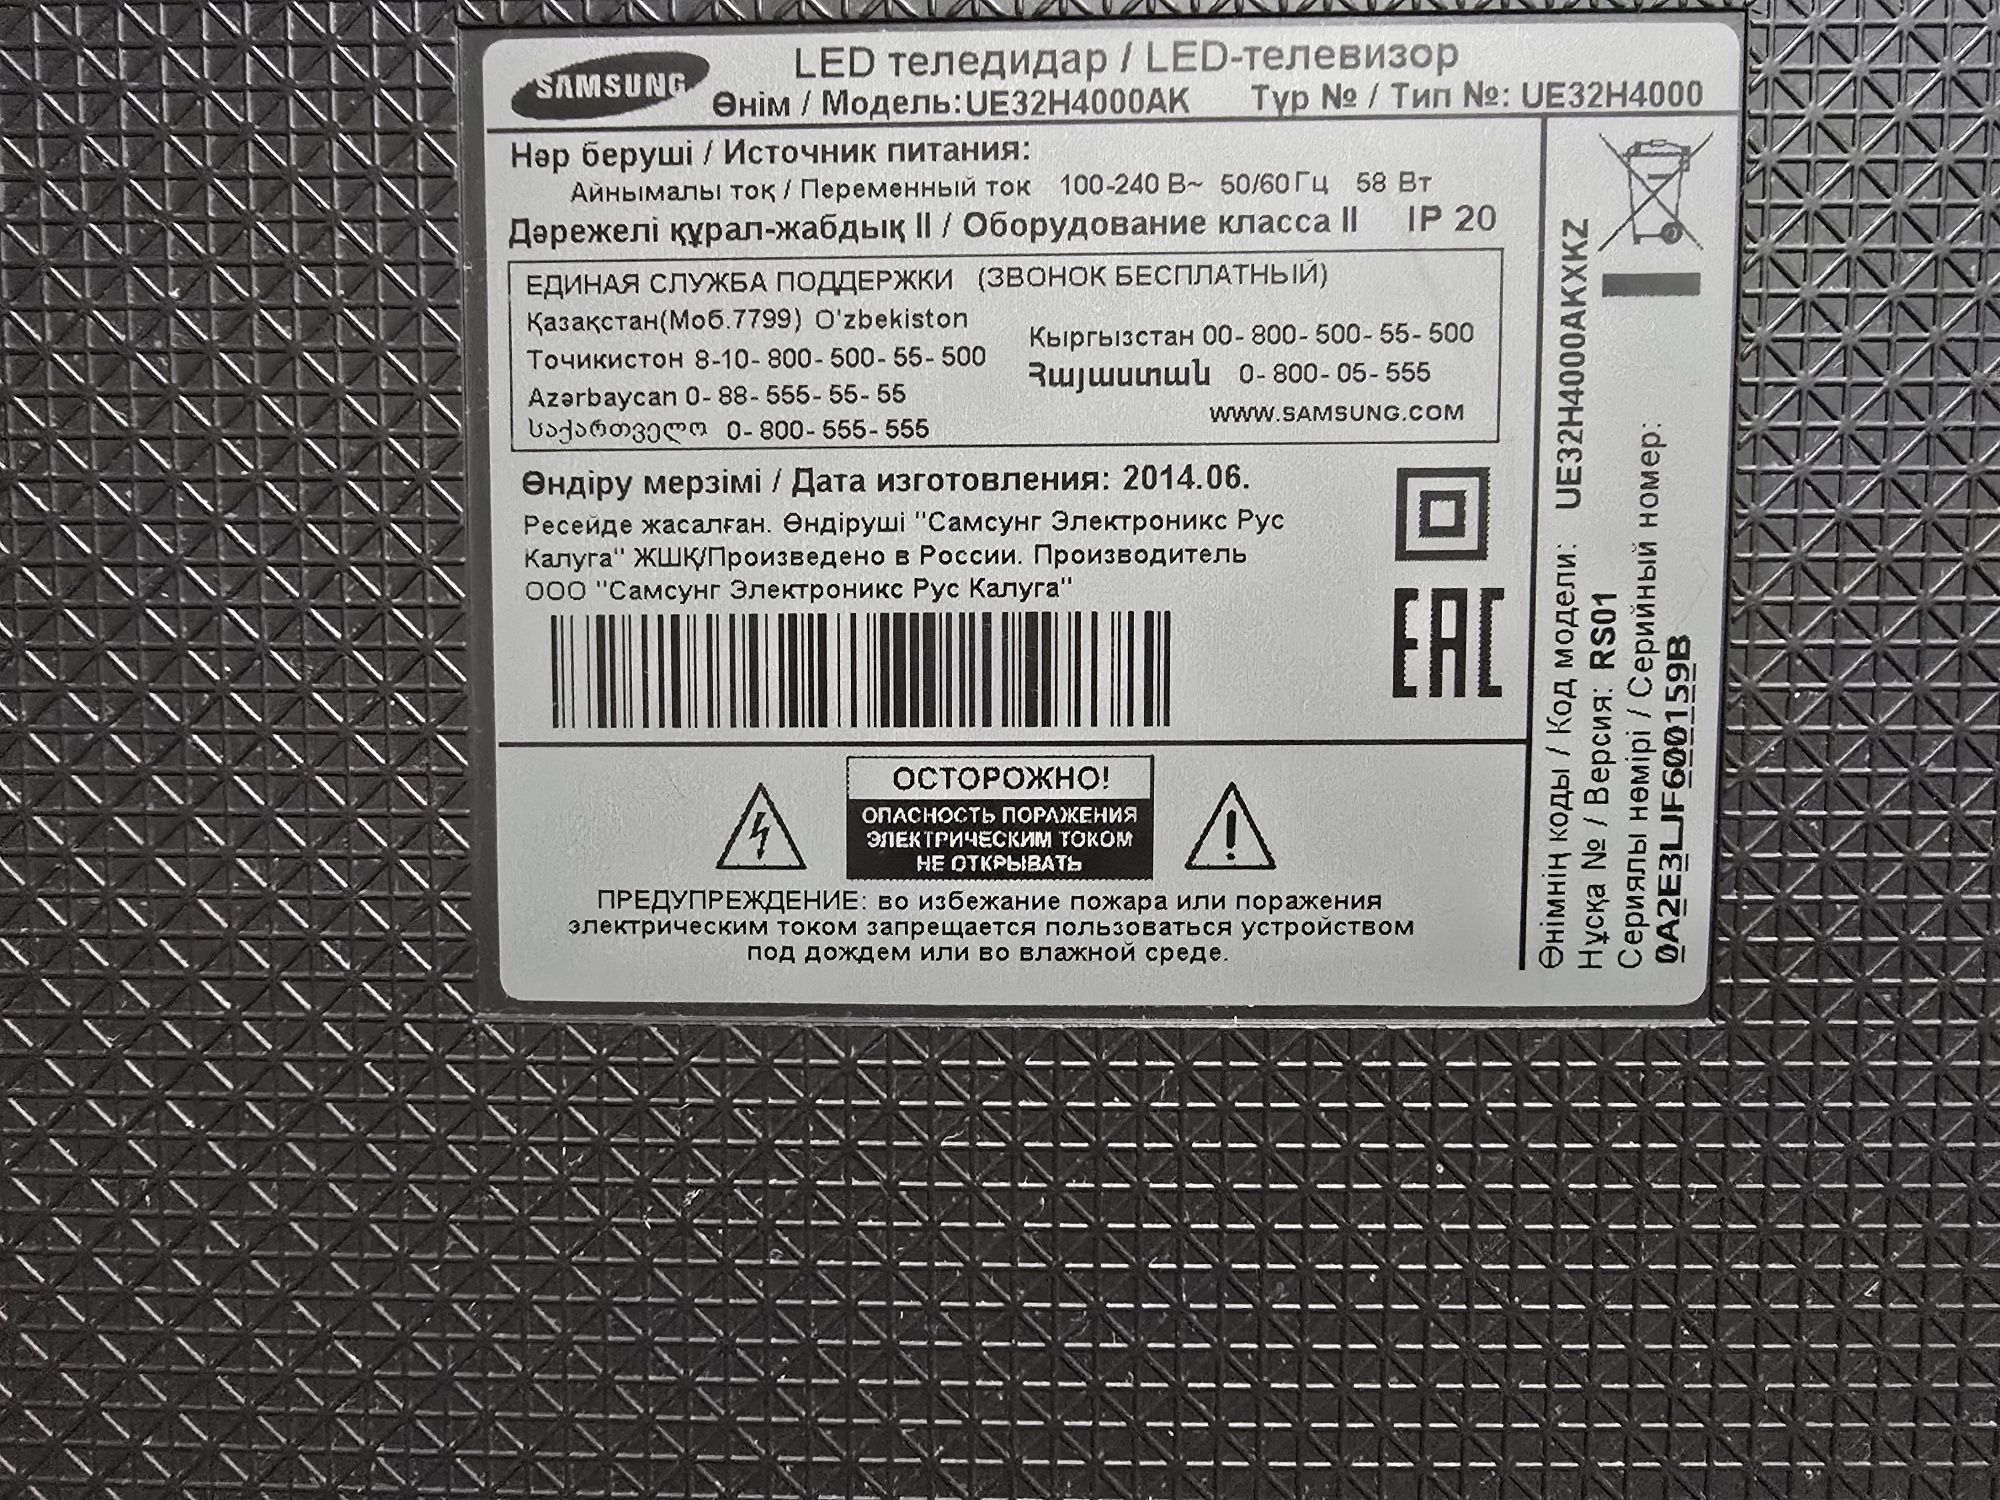 SAMSUNG
LED теледидар / LED-телевизор
Өнім / Модель:UE32H4000AK Түр № / Тип №: UE32H4000
Нәр беруші / Источник питания:
Айнымалы тоқ / Переменный ток 100-240 В~ 50/60Гц 58 Вт
Дәрежелі құрал-жабдық II / Оборудование класса II IP 20
ЕДИНАЯ СЛУЖБА ПОДДЕРЖКИ (ЗВОНОК БЕСПЛАТНЫЙ)
Қазақстан(Моб.7799) O'zbekiston
Точикистон 8-10-800-500-55-500
Azərbaycan 0-88-555-55-55
საქართველო 0-800-555-555
Кыргызстан 00-800-500-55-500
Հայաստան 0-800-05-555
WWW.SAMSUNG.COM
Өндіру мерзімі / Дата изготовления: 2014.06.
Ресейде жасалған. Өндіруші "Самсунг Электроникс Рус
Калуга" ЖШҚ/Произведено в России. Производитель
ООО "Самсунг Электроникс Рус Калуга"
EAC
ОСТОРОЖНО!
ОПАСНОСТЬ ПОРАЖЕНИЯ
ЭЛЕКТРИЧЕСКИМ ТОКОМ
НЕ ОТКРЫВАТЬ
ПРЕДУПРЕЖДЕНИЕ: во избежание пожара или поражения
электрическим током запрещается пользоваться устройством
под дождем или во влажной среде.
Өнімнің коды / Код модели: UE32H4000AKXKZ
Нұсқа № / Версия: RS01
Сериялы нөмірі / Серийный номер:
0A2E3LJF600159B